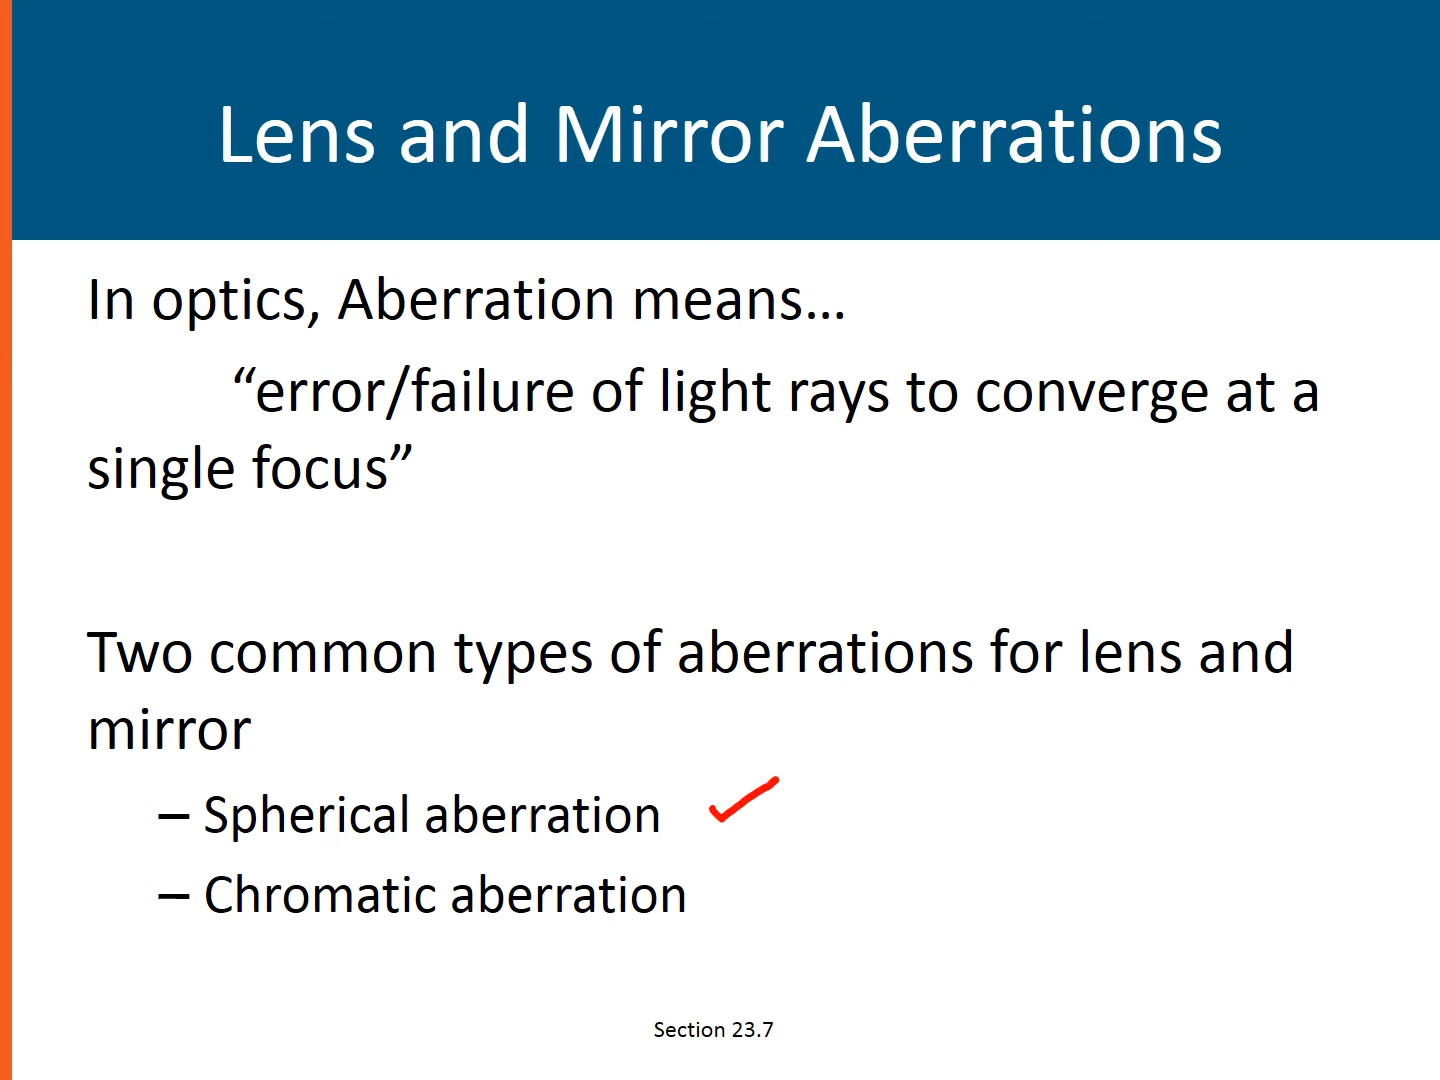 Lens and Mirror Aberrations
In optics, Aberration means…
“error/failure of light rays to converge at a
single focus”
Two common types of aberrations for lens and
mirror
– Spherical aberration
– Chromatic aberration
Section 23.7